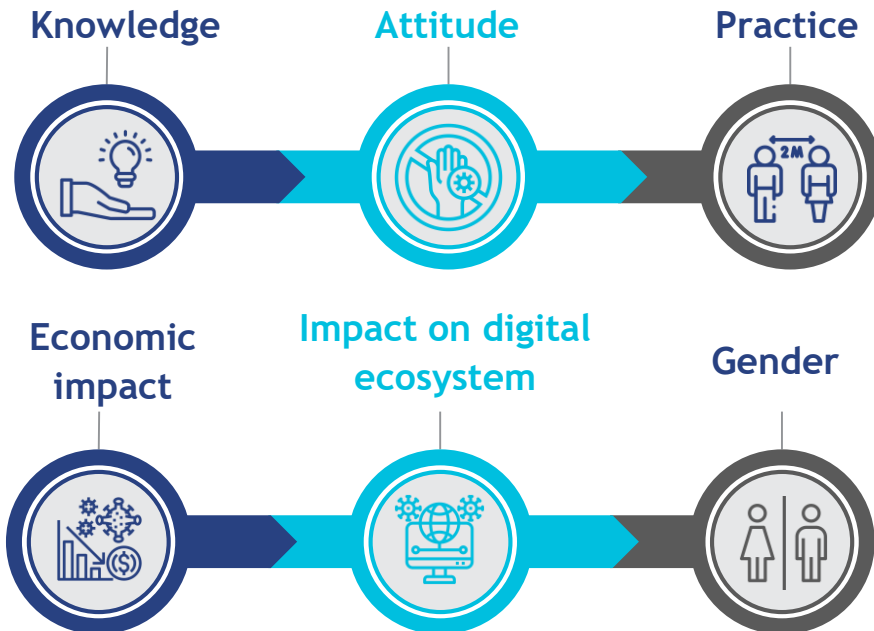 Knowledge
Attitude
Practice
2M
Economic
impact
Impact on digital
ecosystem
Gender
($)